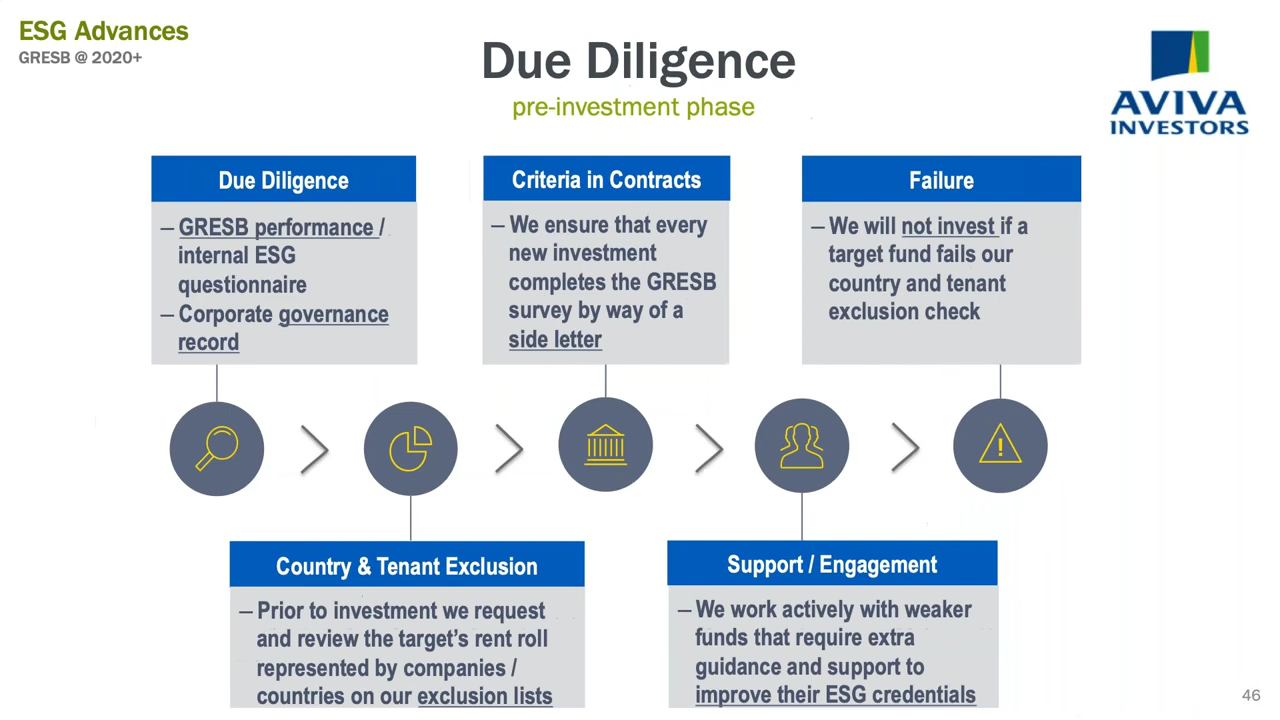 ESG Advances
GRESB @ 2020+
Due Diligence
pre-investment phase
AVIVA
INVESTORS
Due Diligence
– GRESB performance /
internal ESG
questionnaire
– Corporate governance
record
Criteria in Contracts
– We ensure that every
new investment
completes the GRESB
survey by way of a
side letter
Failure
– We will not invest if a
target fund fails our
country and tenant
exclusion check
!
Country & Tenant Exclusion
– Prior to investment we request
and review the target’s rent roll
represented by companies /
countries on our exclusion lists
Support / Engagement
– We work actively with weaker
funds that require extra
guidance and support to
improve their ESG credentials
46